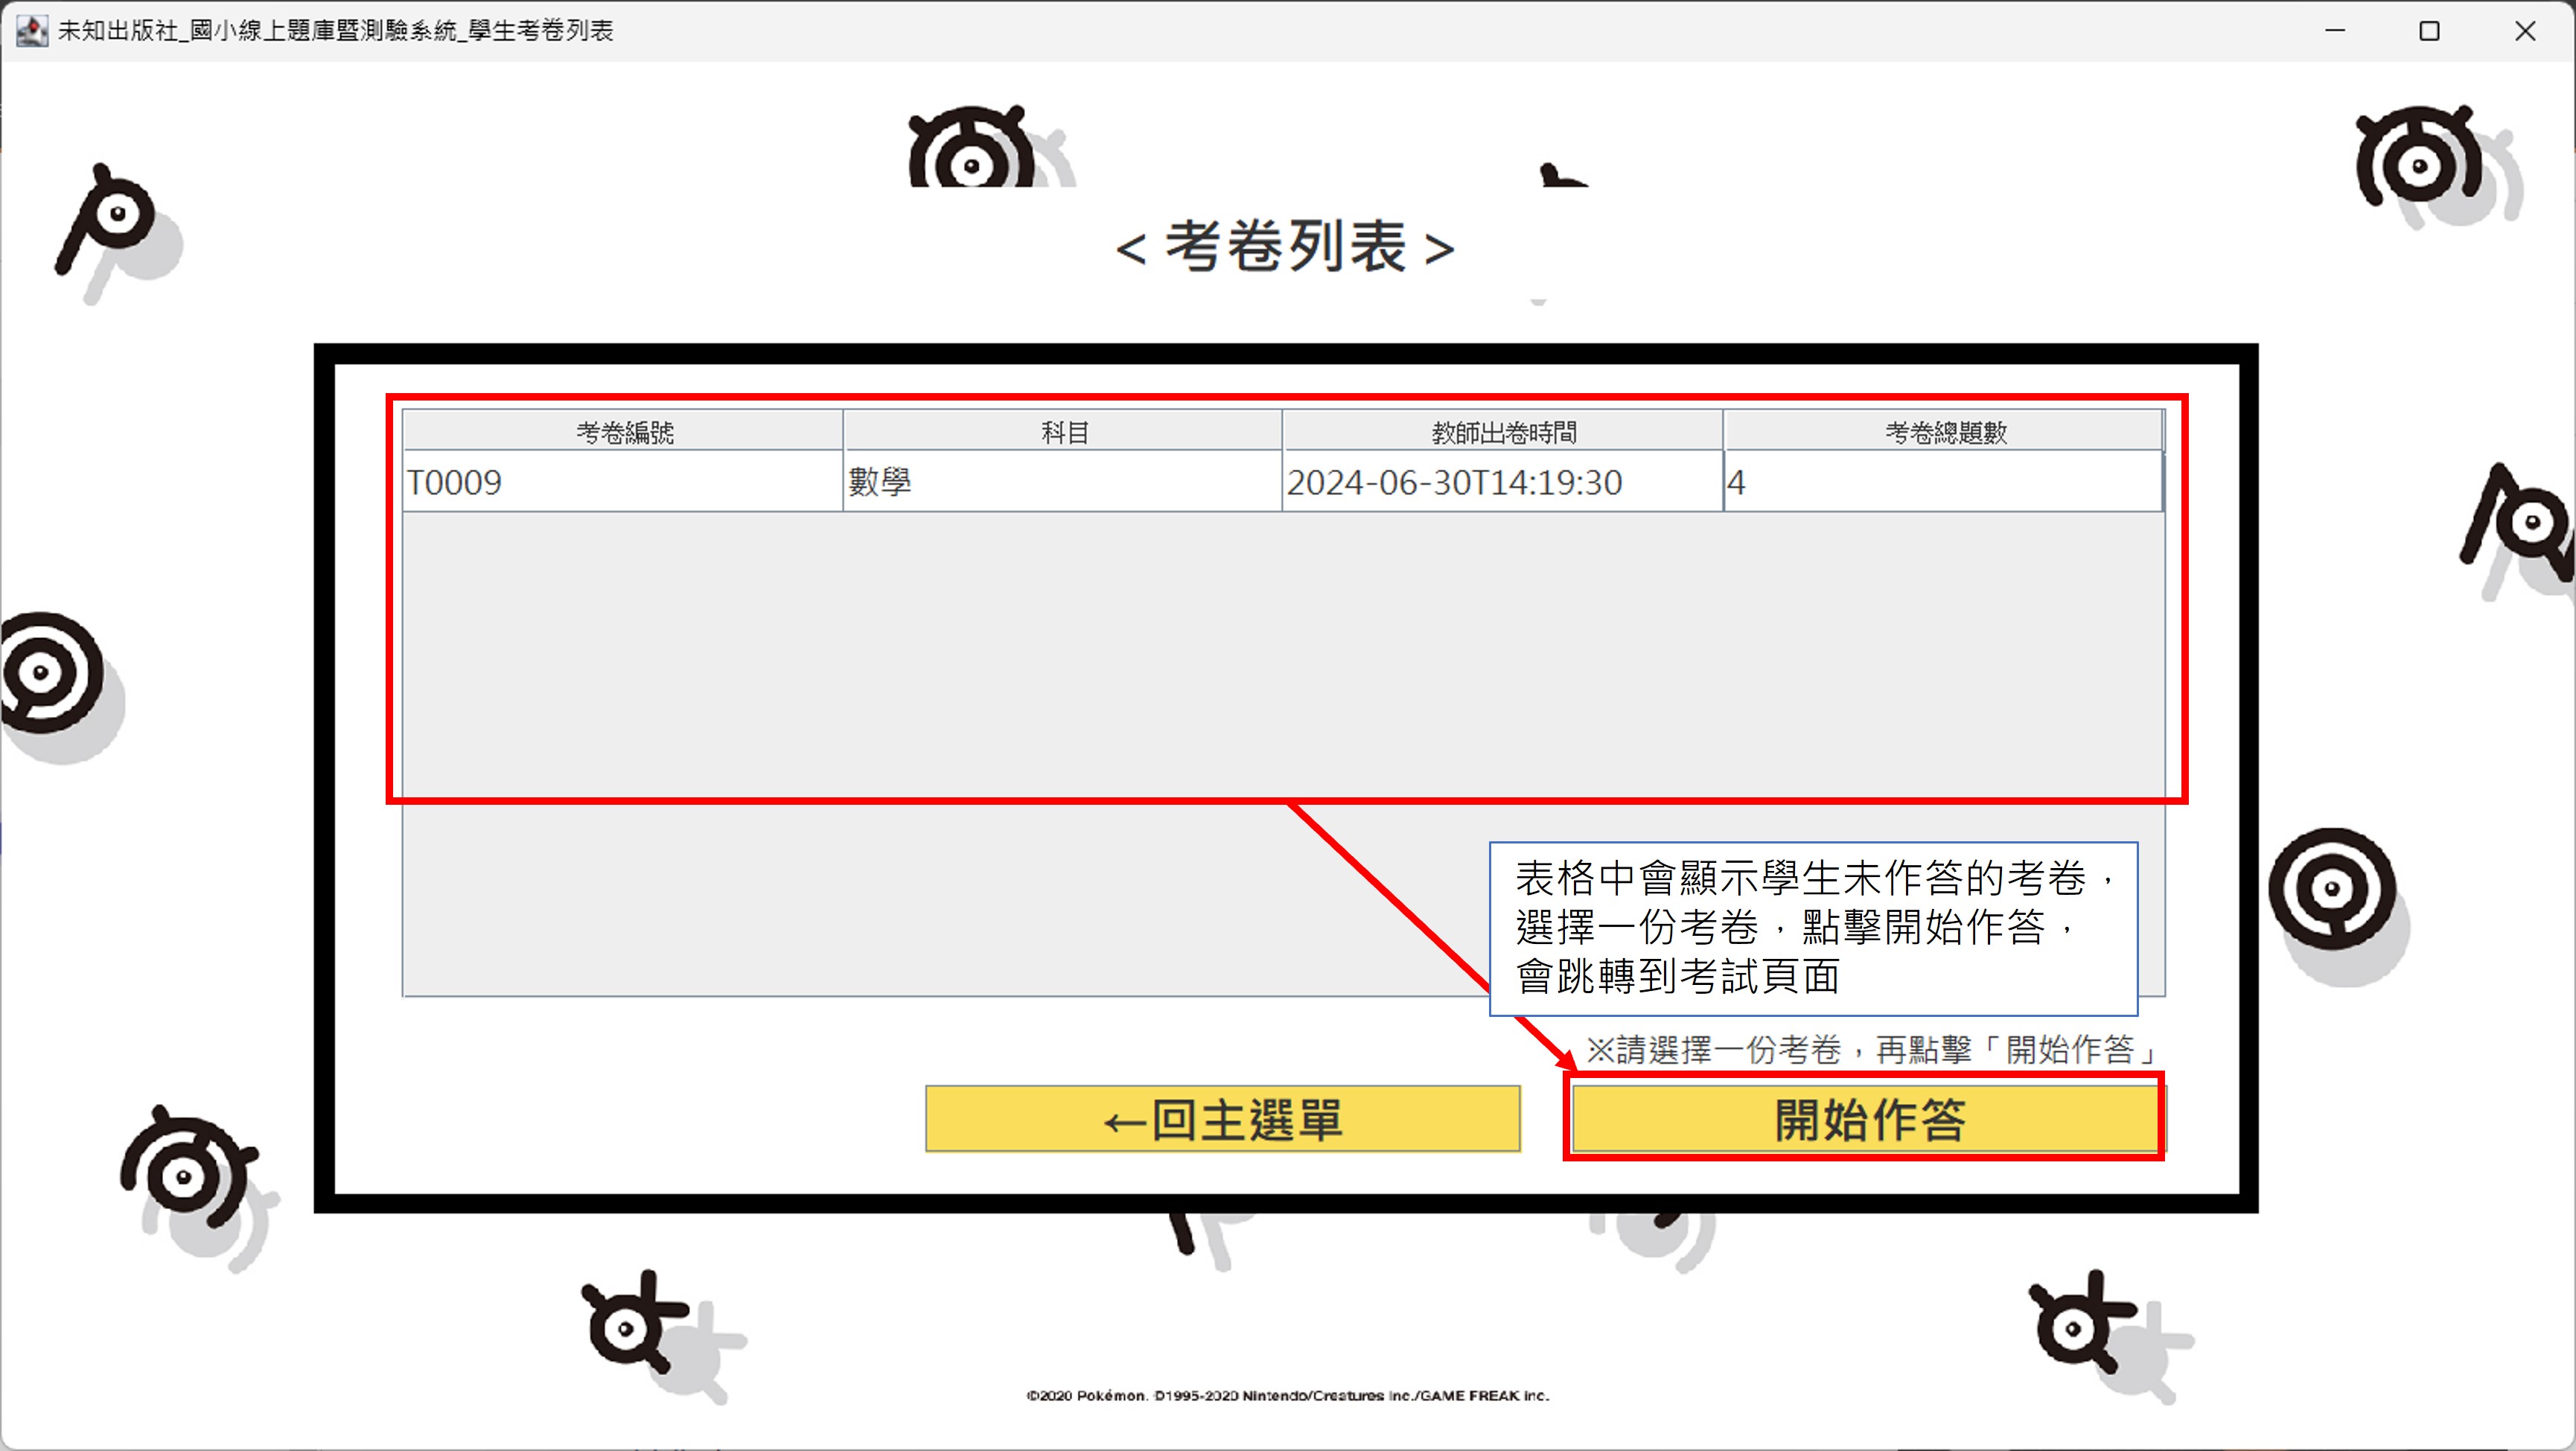 未知出版社_國小線上題庫暨測驗系統_學生考卷列表
<考卷列表>
考卷編號 科目 教師出卷時間 考卷總題數
T0009 數學 2024-06-30T14:19:30 4
表格中會顯示學生未作答的考卷，
選擇一份考卷，點擊開始作答，
會跳轉到考試頁面
※請選擇一份考卷，再點擊「開始作答」
←回主選單 開始作答
©2020 Pokémon. ©1995-2020 Nintendo/Creatures Inc./GAME FREAK inc.